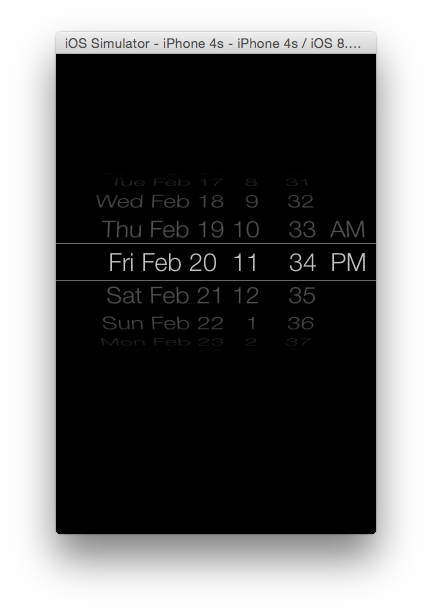 iOS Simulator - iPhone 4s - iPhone 4s / iOS 8....
Tue Feb 17 8 31
Wed Feb 18 9 32
Thu Feb 19 10 33 AM
Fri Feb 20 11 34 PM
Sat Feb 21 12 35
Sun Feb 22 1 36
Mon Feb 23 2 37